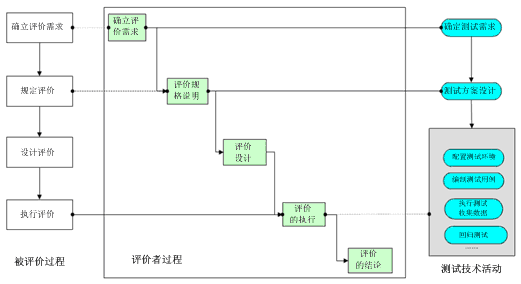 确立评价需求
规定评价
设计评价
执行评价
被评价过程
确立评
价需求
评价规
格说明
评价
设计
评价
的执行
评价
的结论
评价者过程
确定测试需求
测试方案设计
配置测试环境
编制测试用例
执行测试
收集数据
回归测试
......
测试技术活动